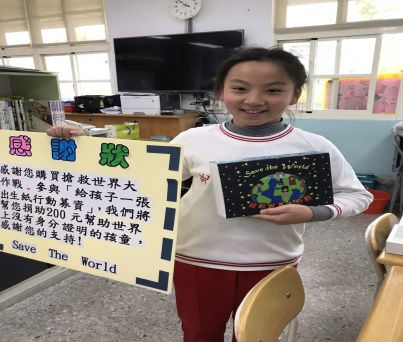 感謝狀
感謝您購買搶救世界大
作戰。參與「給孩子一張
出生紙行動募資」，我們將
幫您捐助200元幫助世界
上沒有身分證明的孩童，
感謝您的支持！
Save The World
Save the World